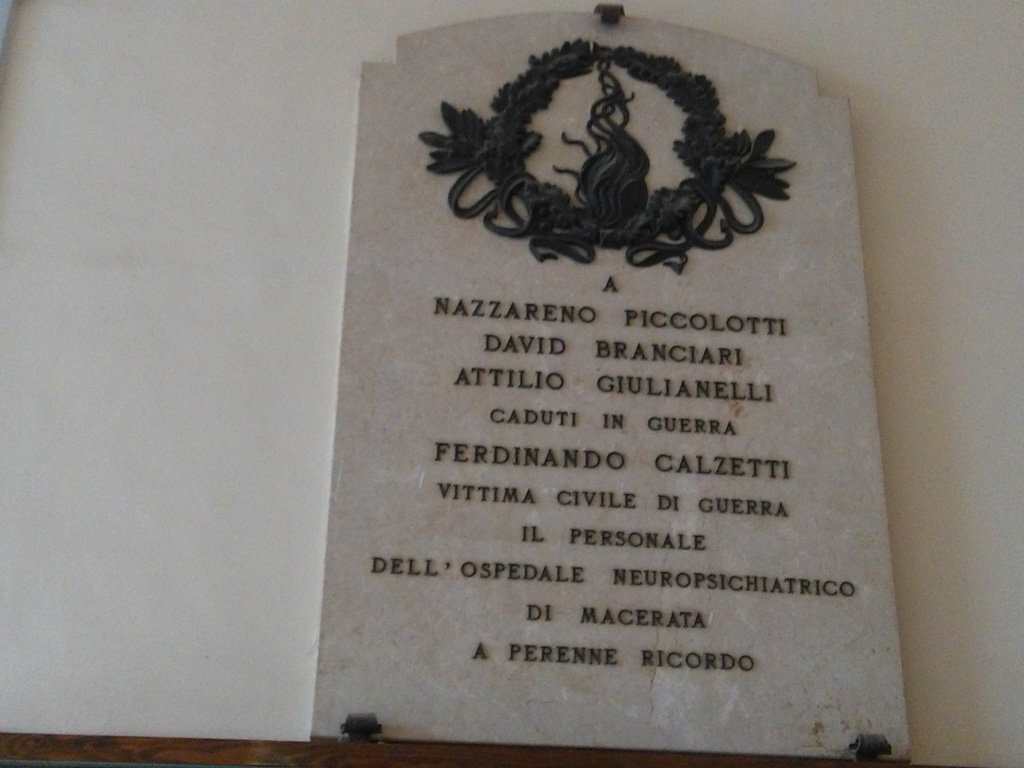 A
NAZZARENO PICCOLOTTI
DAVID BRANCIARI
ATTILIO GIULIANELLI
CADUTI IN GUERRA
FERDINANDO CALZETTI
VITTIMA CIVILE DI GUERRA
IL PERSONALE
DELL'OSPEDALE NEUROPSICHIATRICO
DI MACERATA
A PERENNE RICORDO